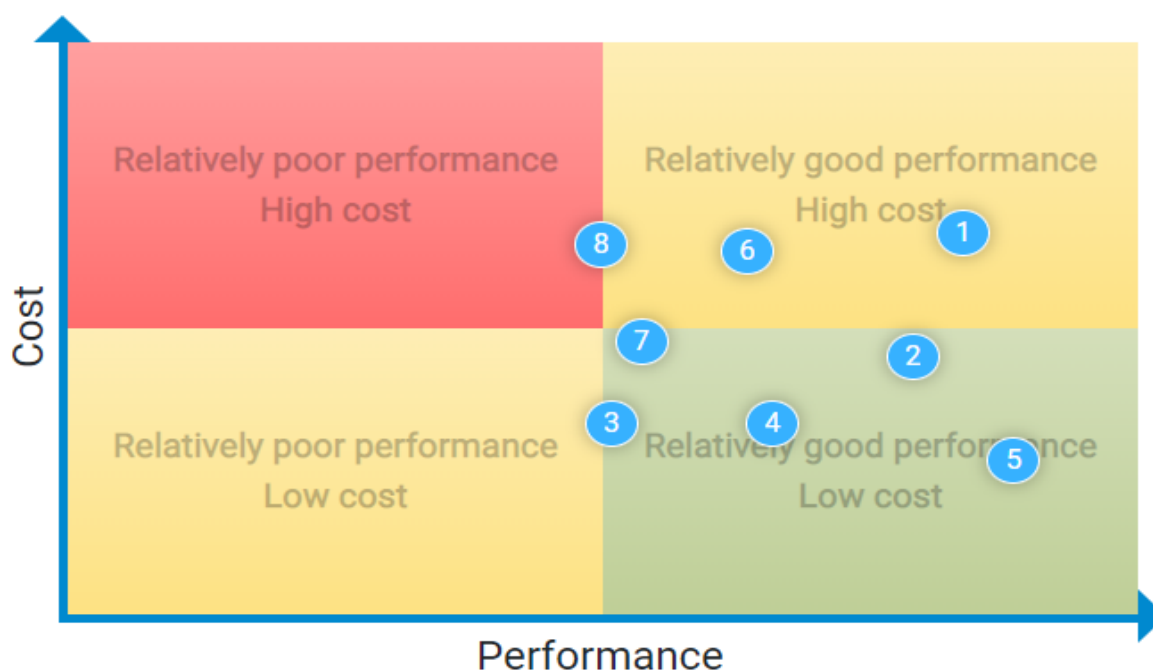 Relatively poor performance
High cost
Relatively good performance
High cost
8
6
1
Cost
7
2
3
4
Relatively poor performance
Low cost
Relatively good performance
Low cost
5
Performance